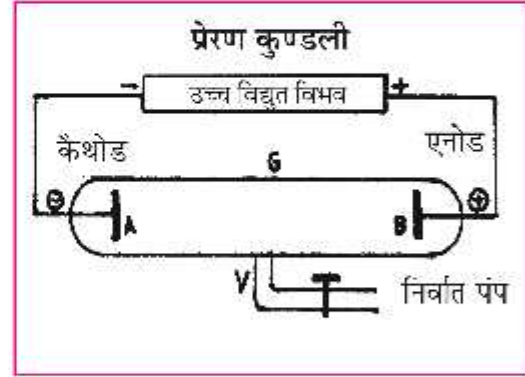 प्रेरण कुण्डली
- उच्च विद्युत विभव +
कैथोड
एनोड
G
⊖ A B ⊕
V
निर्वात पंप